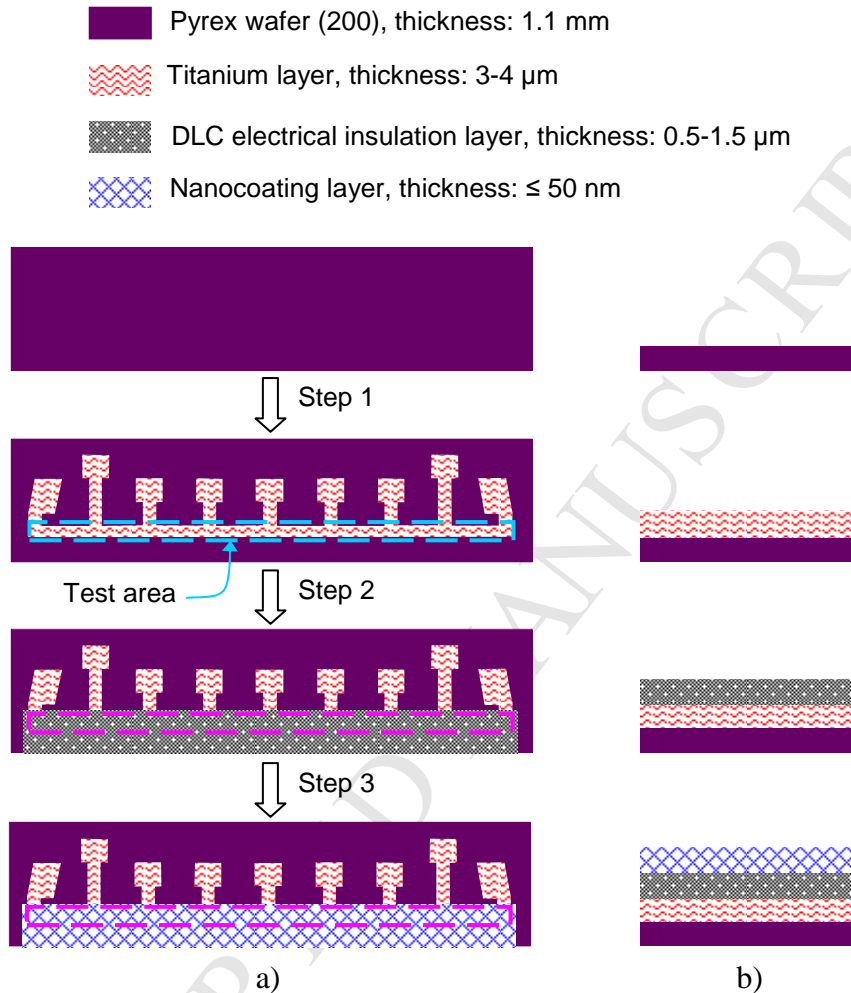 Pyrex wafer (200), thickness: 1.1 mm
Titanium layer, thickness: 3-4 µm
DLC electrical insulation layer, thickness: 0.5-1.5 µm
Nanocoating layer, thickness: ≤ 50 nm
Step 1
Test area
Step 2
Step 3
a)
b)